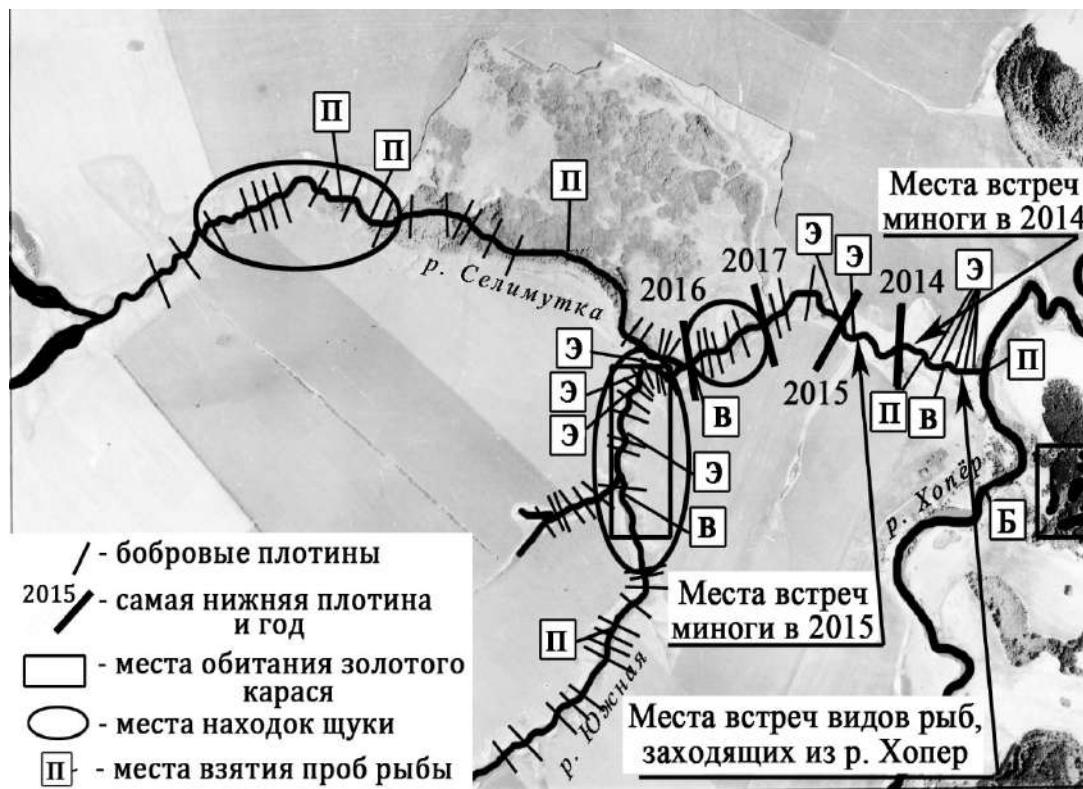 П
П
П
Места встреч
миноги в 2014
р. Селимутка
2016
2017
Э
Э
2014
Э
2015
Э
Э
Э
В
П
В
П
Э
В
р. Хопёр
Б
П
р. Южная
Места встреч
миноги в 2015
Места встреч видов рыб,
заходящих из р. Хопер
- бобровые плотины
2015 - самая нижняя плотина
и год
- места обитания золотого
карася
- места находок щуки
П - места взятия проб рыбы